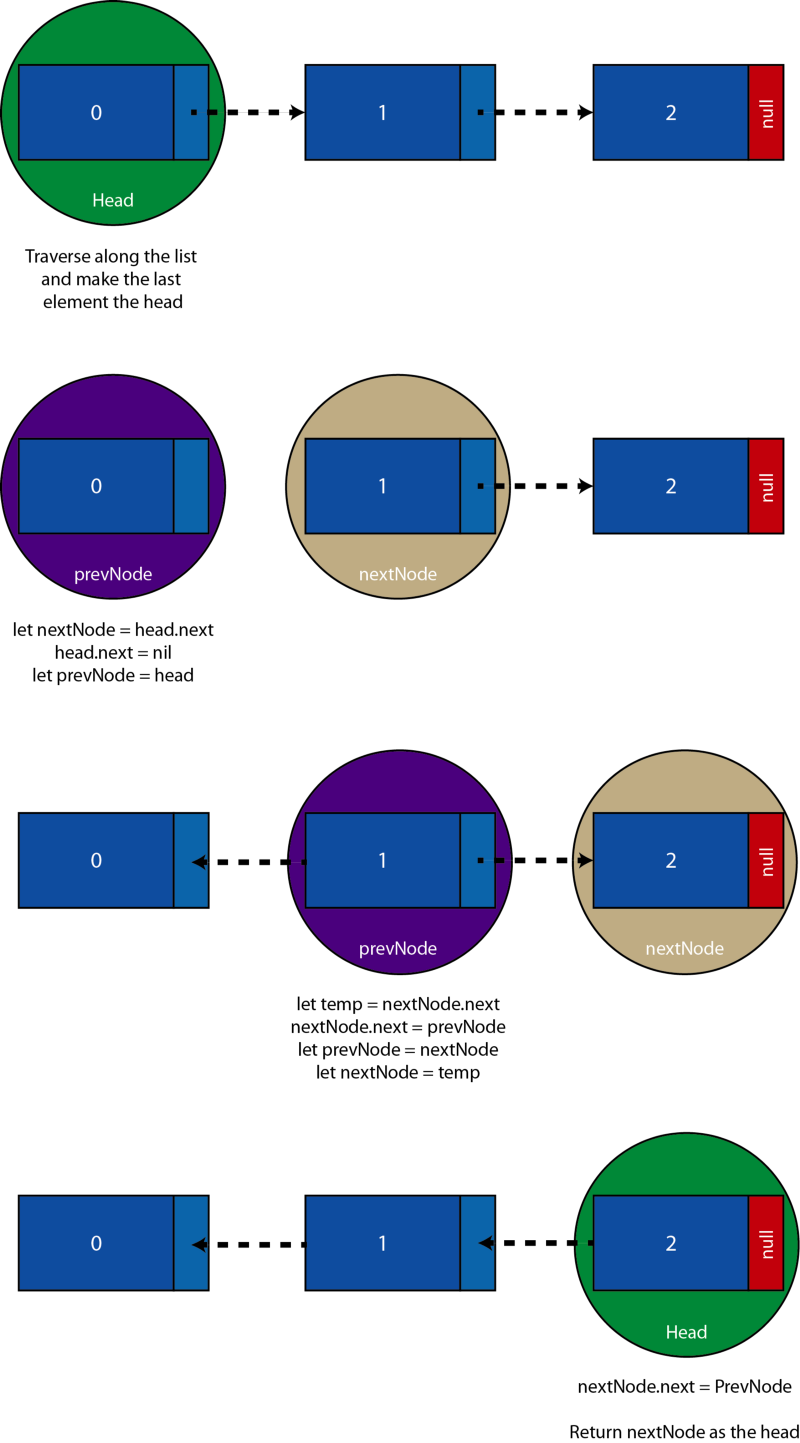 0
1
2
null
Head
Traverse along the list
and make the last
element the head
0
1
2
null
prevNode
nextNode
let nextNode = head.next
head.next = nil
let prevNode = head
0
1
2
null
prevNode
nextNode
let temp = nextNode.next
nextNode.next = prevNode
let prevNode = nextNode
let nextNode = temp
0
1
2
null
Head
nextNode.next = PrevNode
Return nextNode as the head